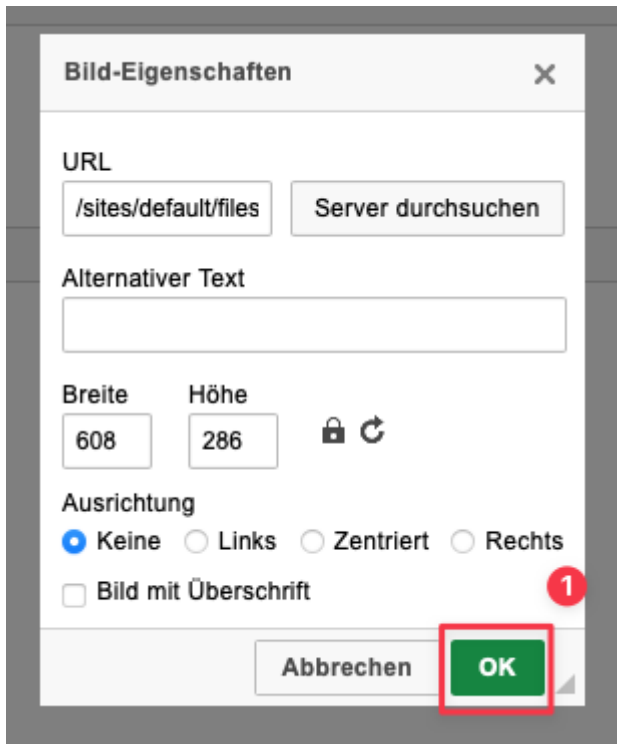 Bild-Eigenschaften
URL
/sites/default/files Server durchsuchen
Alternativer Text
Breite Höhe
608 286
Ausrichtung
Keine Links Zentriert Rechts
Bild mit Überschrift
1
Abbrechen OK